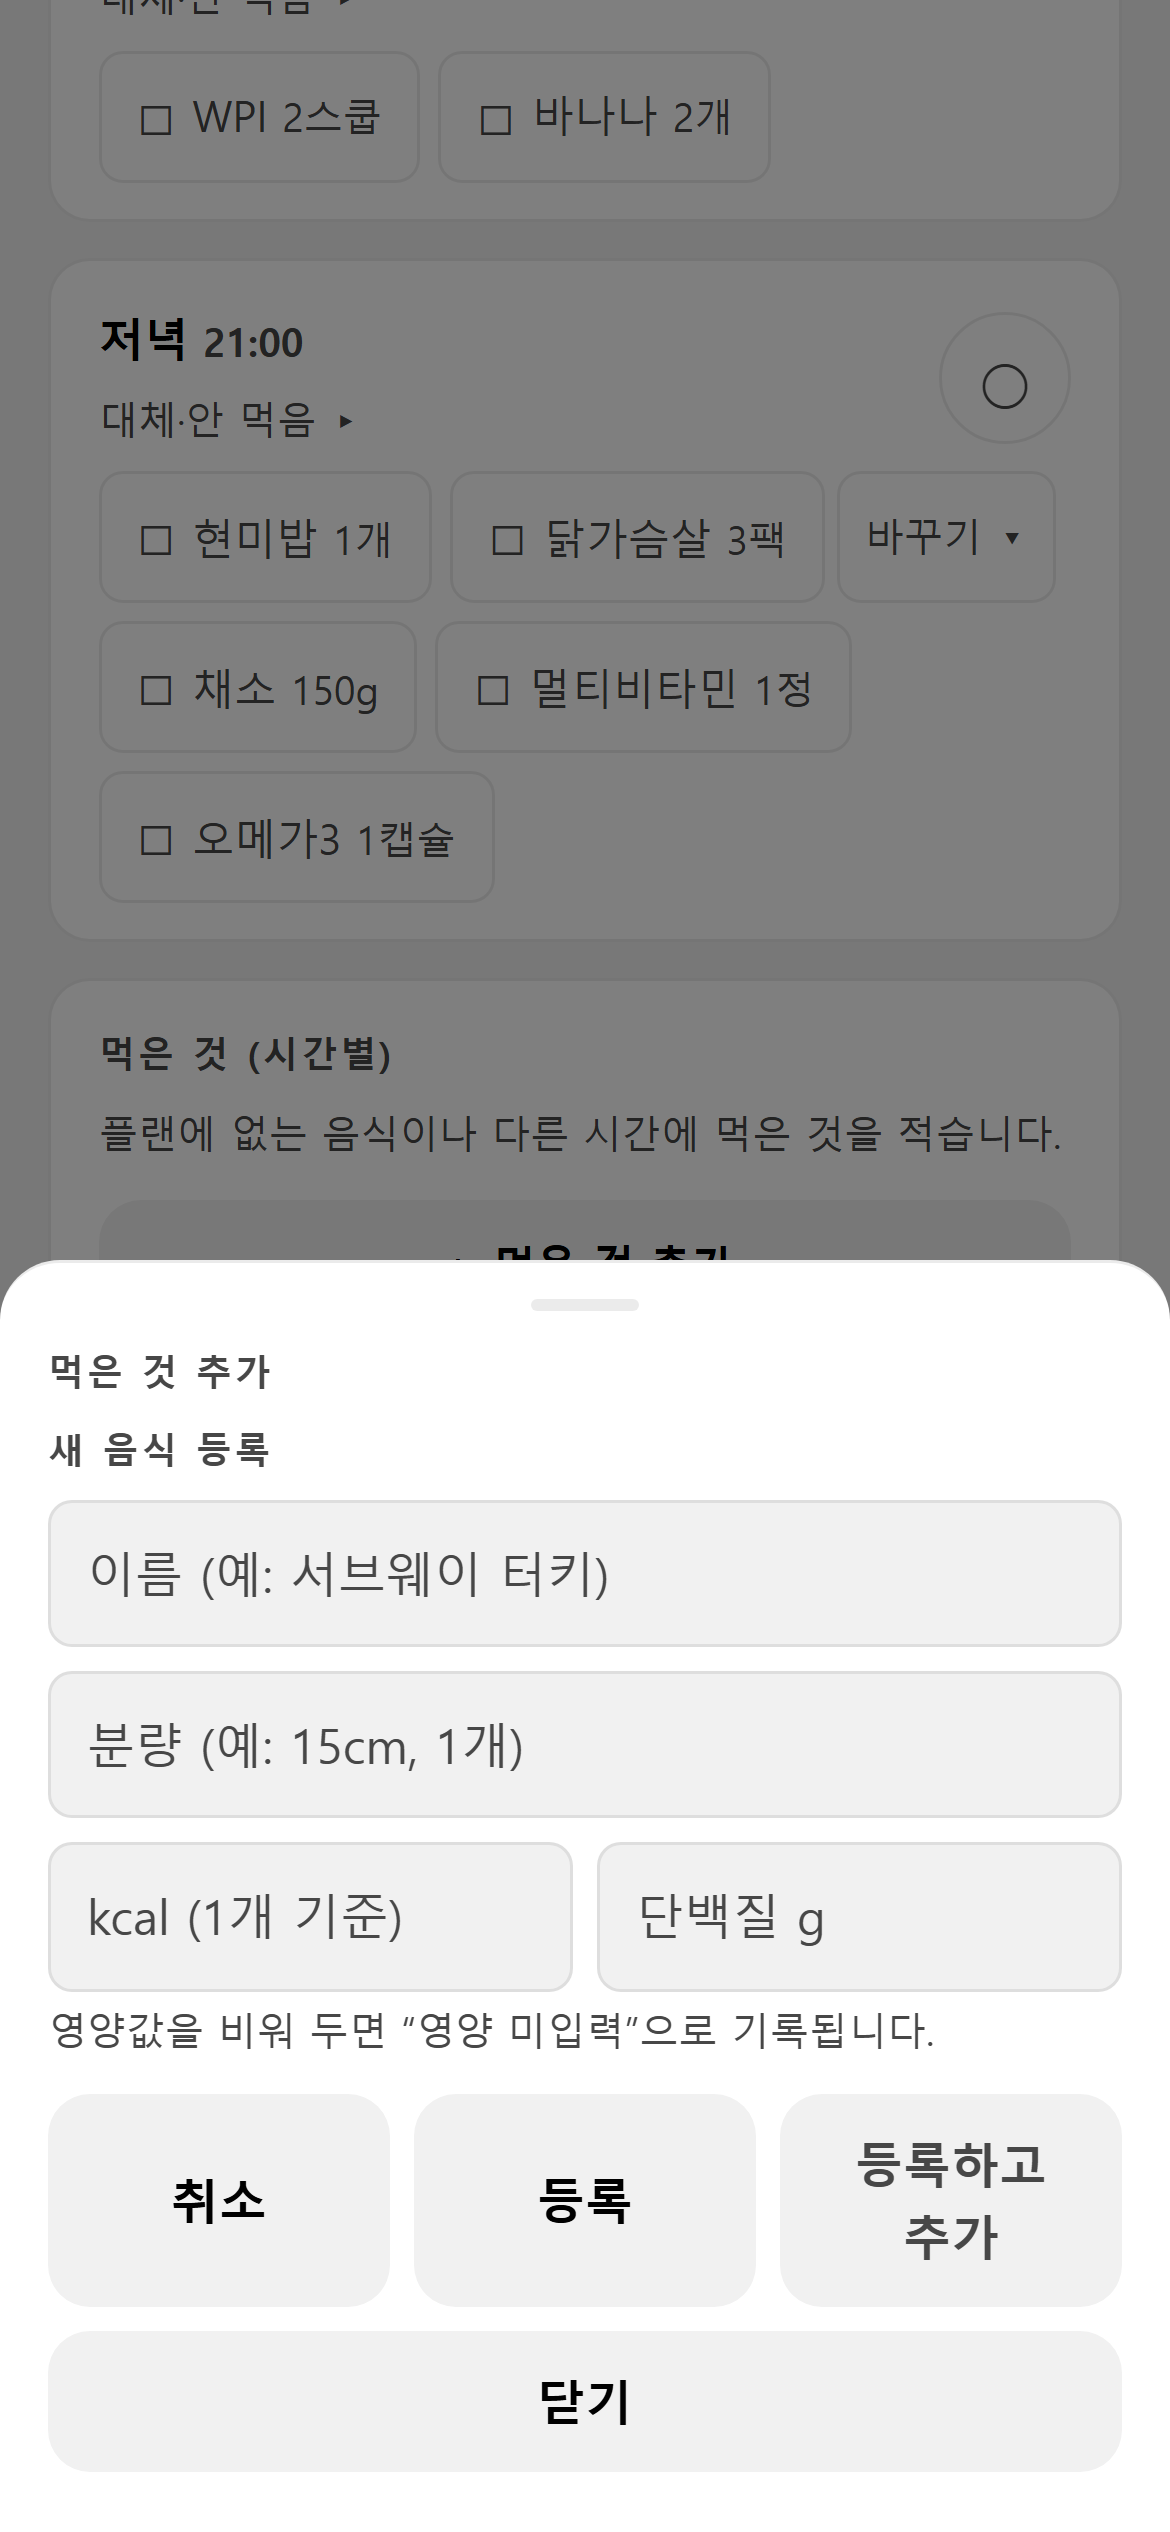 ☐ WPI 2스쿱 ☐ 바나나 2개
저녁 21:00
대체·안 먹음 ▸
☐ 현미밥 1개 ☐ 닭가슴살 3팩 바꾸기 ▾
☐ 채소 150g ☐ 멀티비타민 1정
☐ 오메가3 1캡슐
먹은 것 (시간별)
플랜에 없는 음식이나 다른 시간에 먹은 것을 적습니다.
먹은 것 추가
새 음식 등록
이름 (예: 서브웨이 터키)
분량 (예: 15cm, 1개)
kcal (1개 기준) 단백질 g
영양값을 비워 두면 “영양 미입력”으로 기록됩니다.
취소 등록 등록하고
추가
닫기